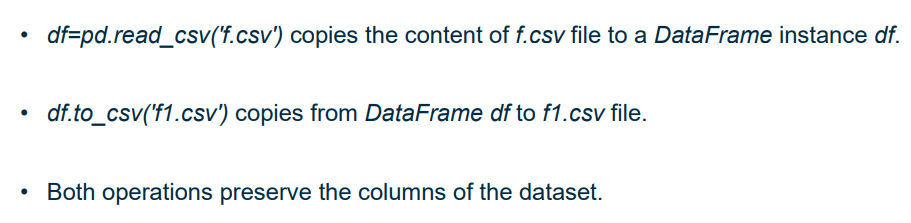 • df=pd.read_csv('f.csv') copies the content of f.csv file to a DataFrame instance df.
• df.to_csv('f1.csv') copies from DataFrame df to f1.csv file.
• Both operations preserve the columns of the dataset.